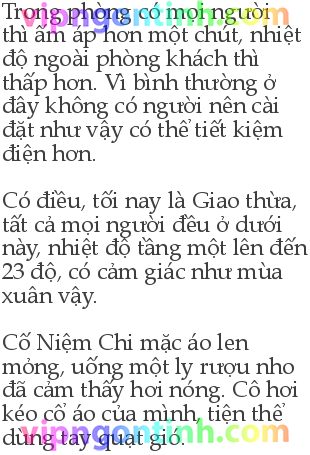 Trong phòng có mọi người
thì ấm áp hơn một chút, nhiệt
độ ngoài phòng khách thì
thấp hơn. Vì bình thường ở
đây không có người nên cài
đặt như vậy có thể tiết kiệm
điện hơn.
Có điều, tối nay là Giao thừa,
tất cả mọi người đều ở dưới
này, nhiệt độ tầng một lên đến
23 độ, có cảm giác như mùa
xuân vậy.
Cố Niệm Chi mặc áo len
mỏng, uống một ly rượu nho
đã cảm thấy hơi nóng. Cô hơi
kéo cổ áo của mình, tiện thể
dùng tay quạt gió.
vipngontinh.com
vipngontinh.com